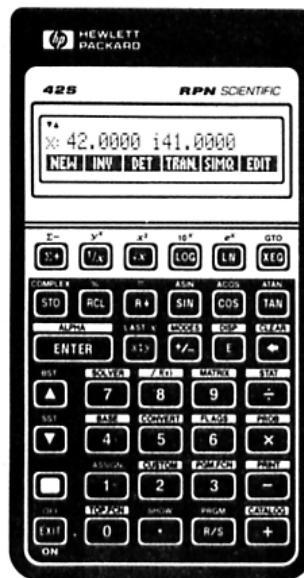 hp HEWLETT
PACKARD
42S RPN SCIENTIFIC
▼▲
x: 42.0000 i41.0000
NEW INV DET TRAN SIMQ EDIT
Σ− yˣ x² 10ˣ eˣ GTO
Σ+ 1/x √x LOG LN XEQ
COMPLEX % π ASIN ACOS ATAN
STO RCL R↓ SIN COS TAN
ALPHA LAST x MODES DISP CLEAR
ENTER x≷y +/− E ←
BST SOLVER ∫f(x) MATRIX STAT
▲ 7 8 9 ÷
SST BASE CONVERT FLAGS PROB
▼ 4 5 6 ×
ASSIGN CUSTOM PGM.FCN PRINT
1 2 3 −
OFF TOP.FCN SHOW PRGM CATALOG
EXIT 0 · R/S +
ON